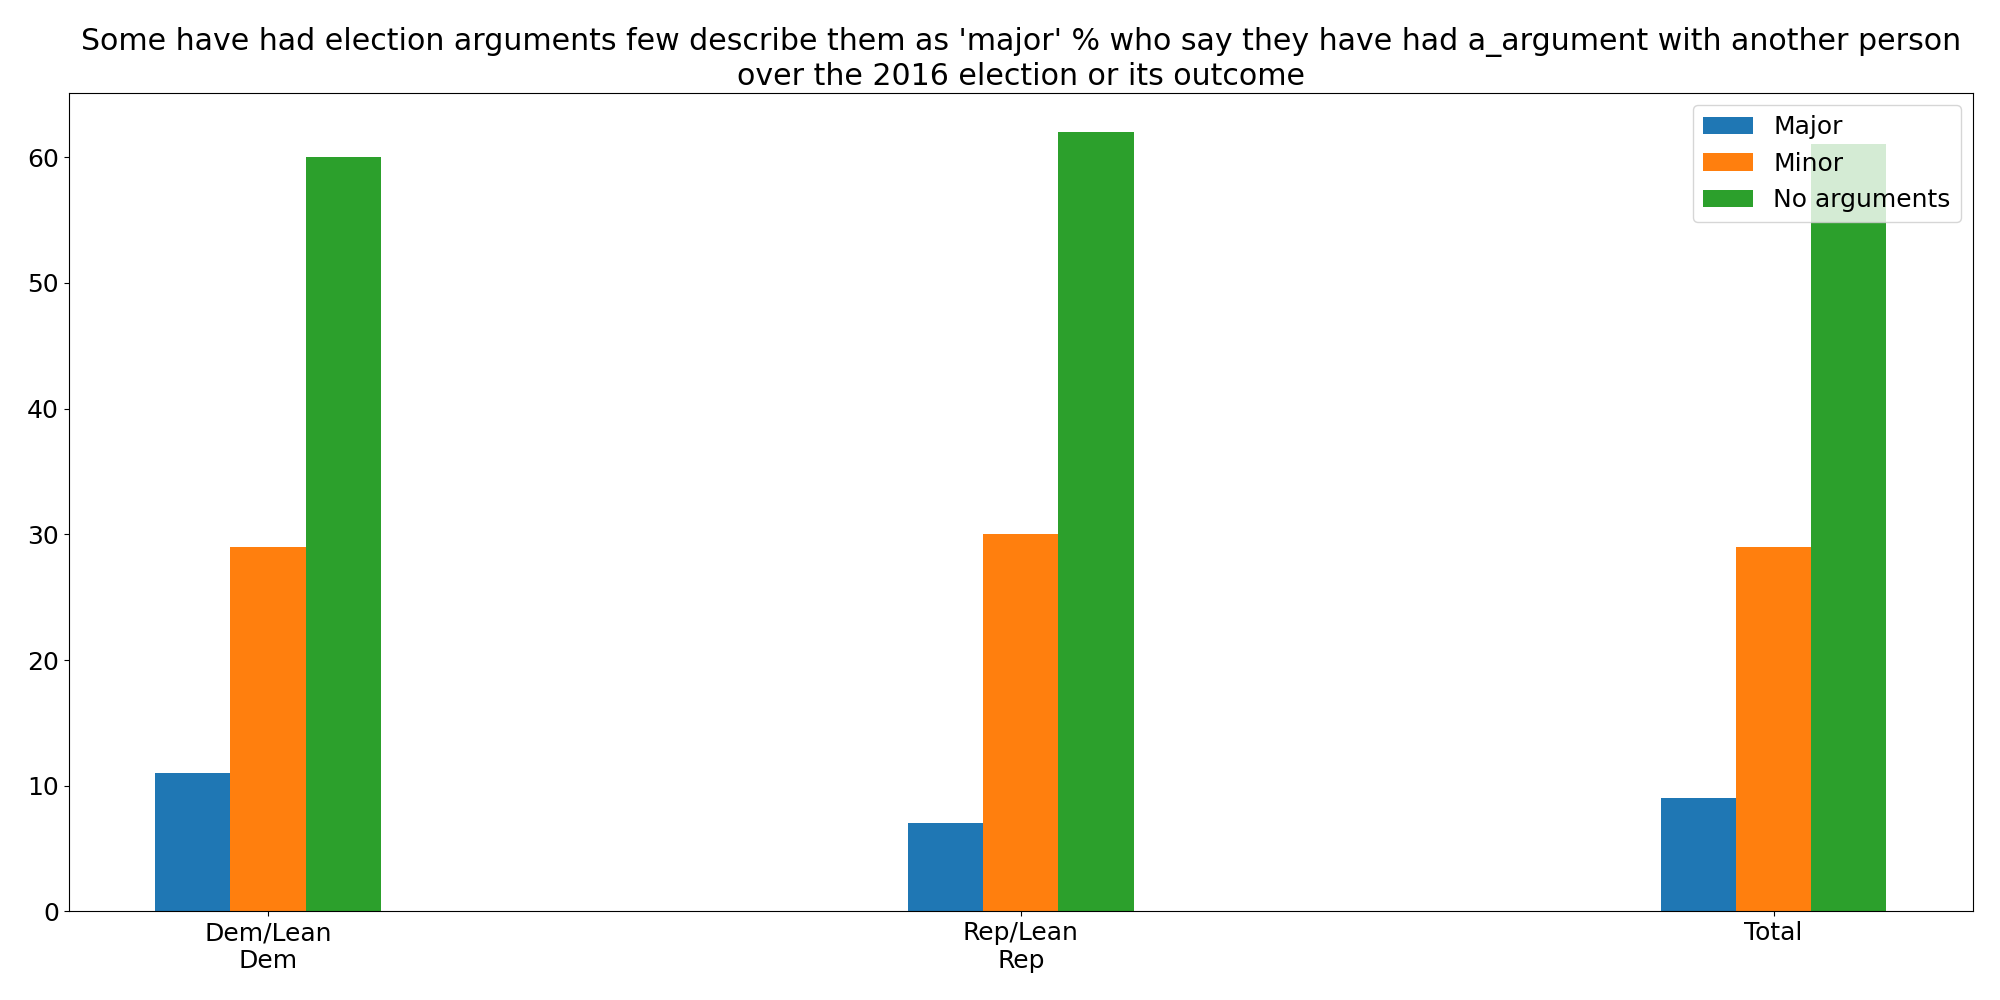 Some have had election arguments few describe them as 'major' % who say they have had a_argument with another person
over the 2016 election or its outcome
Major
Minor
No arguments
60
50
40
30
20
10
0
Dem/Lean
Dem
Rep/Lean
Rep
Total